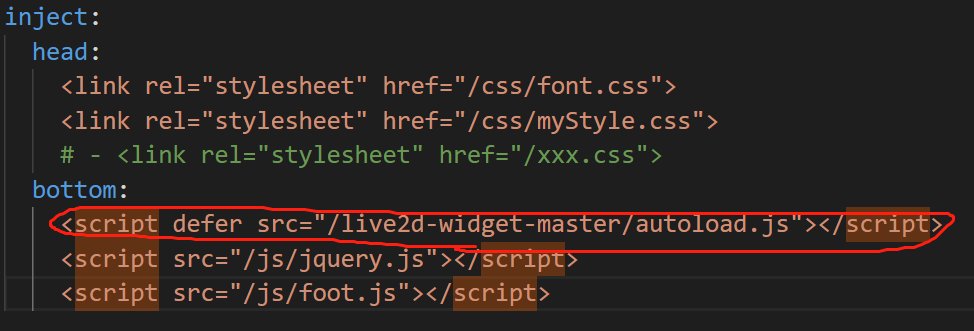 inject:
head:
<link rel="stylesheet" href="/css/font.css">
<link rel="stylesheet" href="/css/myStyle.css">
# - <link rel="stylesheet" href="/xxx.css">
bottom:
<script defer src="/live2d-widget-master/autoload.js"></script>
<script src="/js/jquery.js"></script>
<script src="/js/foot.js"></script>